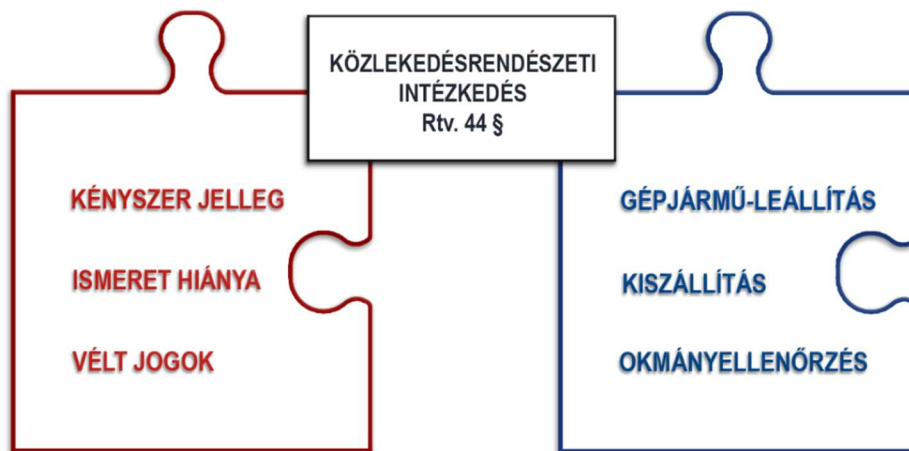 KÖZLEKEDÉSRENDÉSZETI
INTÉZKEDÉS
Rtv. 44 §
KÉNYSZER JELLEG
ISMERET HIÁNYA
VÉLT JOGOK
GÉPJÁRMŰ-LEÁLLÍTÁS
KISZÁLLÍTÁS
OKMÁNYELLENŐRZÉS